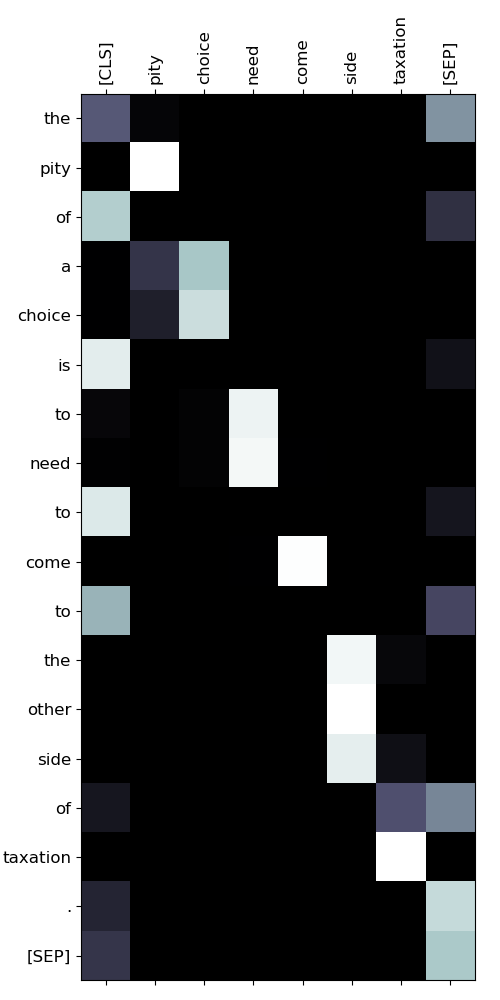 [CLS] pity choice need come side taxation [SEP]
the
pity
of
a
choice
is
to
need
to
come
to
the
other
side
of
taxation
.
[SEP]